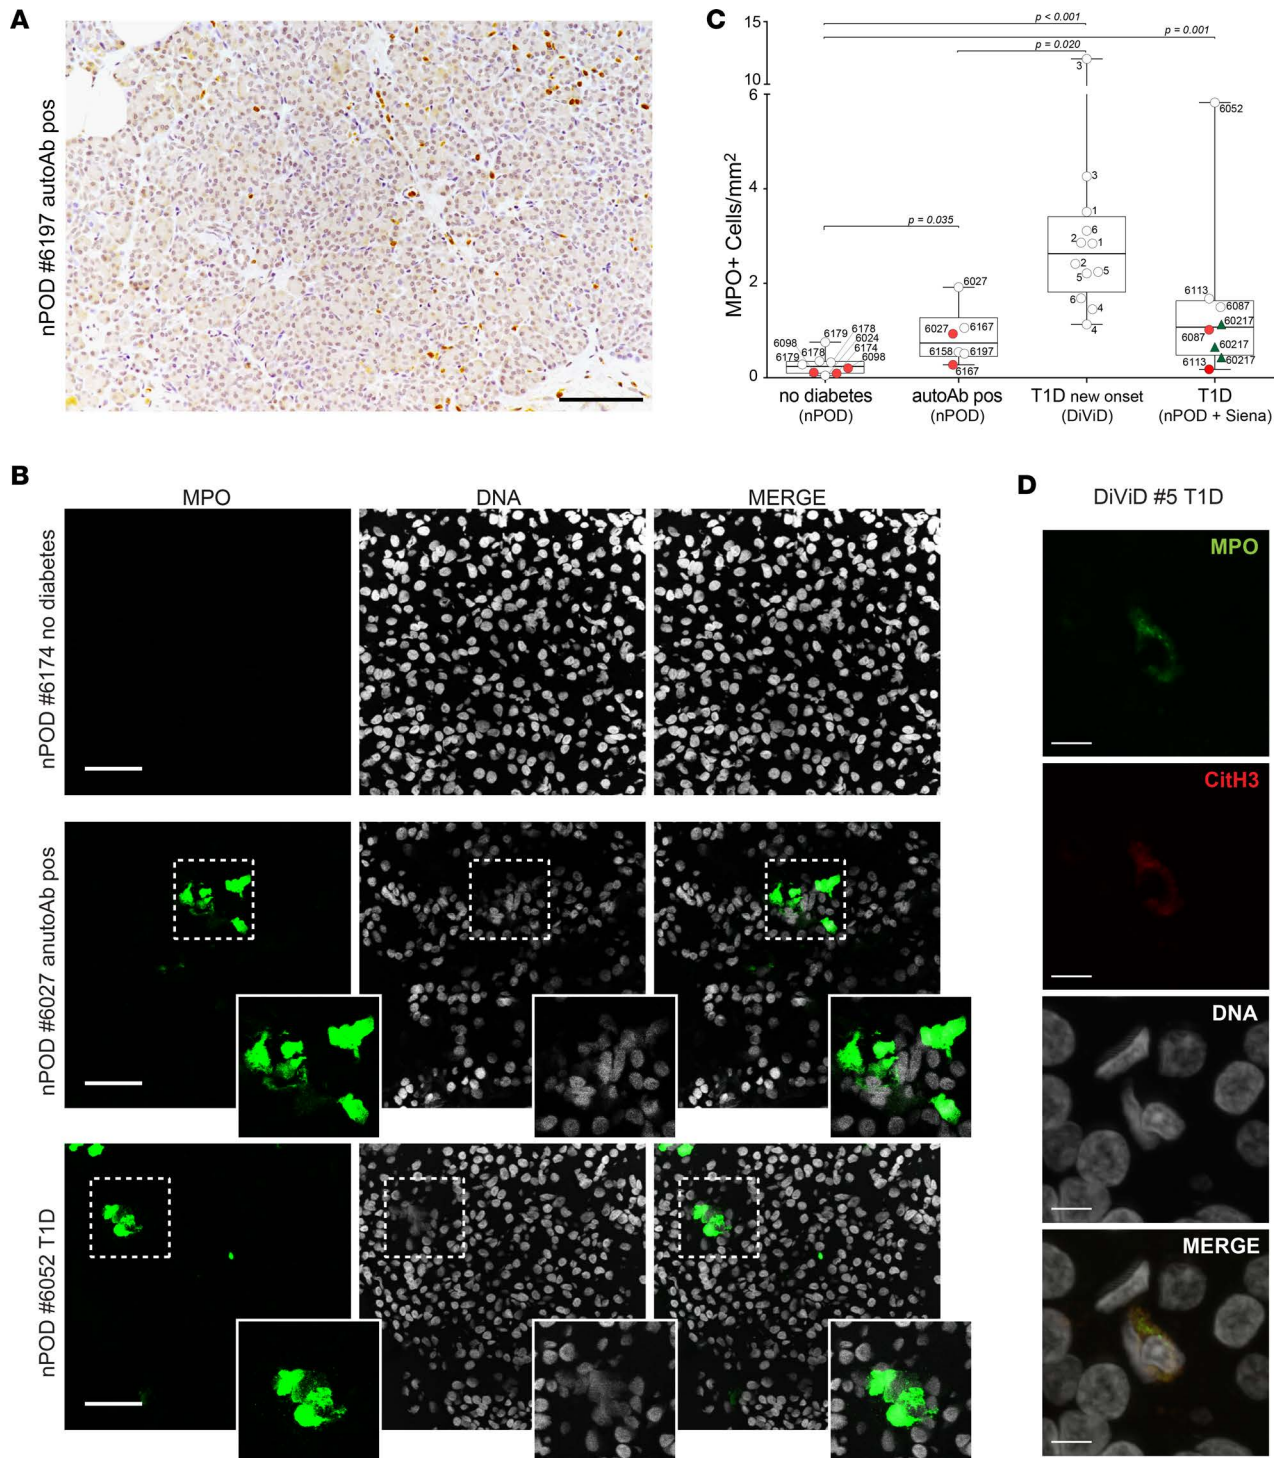 A
nPOD #6197 autoAb pos
C
MPO+ Cells/mm²
15
10
6
4
2
0
p < 0.001
p = 0.001
p = 0.020
p = 0.035
6098
6179
6179
6178
6178
6024
6174
6098
6027
6027
6167
6158
6197
6167
3
3
1
6
2
1
2
5
5
6
4
4
6052
6113
6087
60217
6087
60217
60217
6113
no diabetes
(nPOD)
autoAb pos
(nPOD)
T1D new onset
(DiViD)
T1D
(nPOD + Siena)
B
MPO
DNA
MERGE
nPOD #6174 no diabetes
nPOD #6027 anutoAb pos
nPOD #6052 T1D
D
DiViD #5 T1D
MPO
CitH3
DNA
MERGE